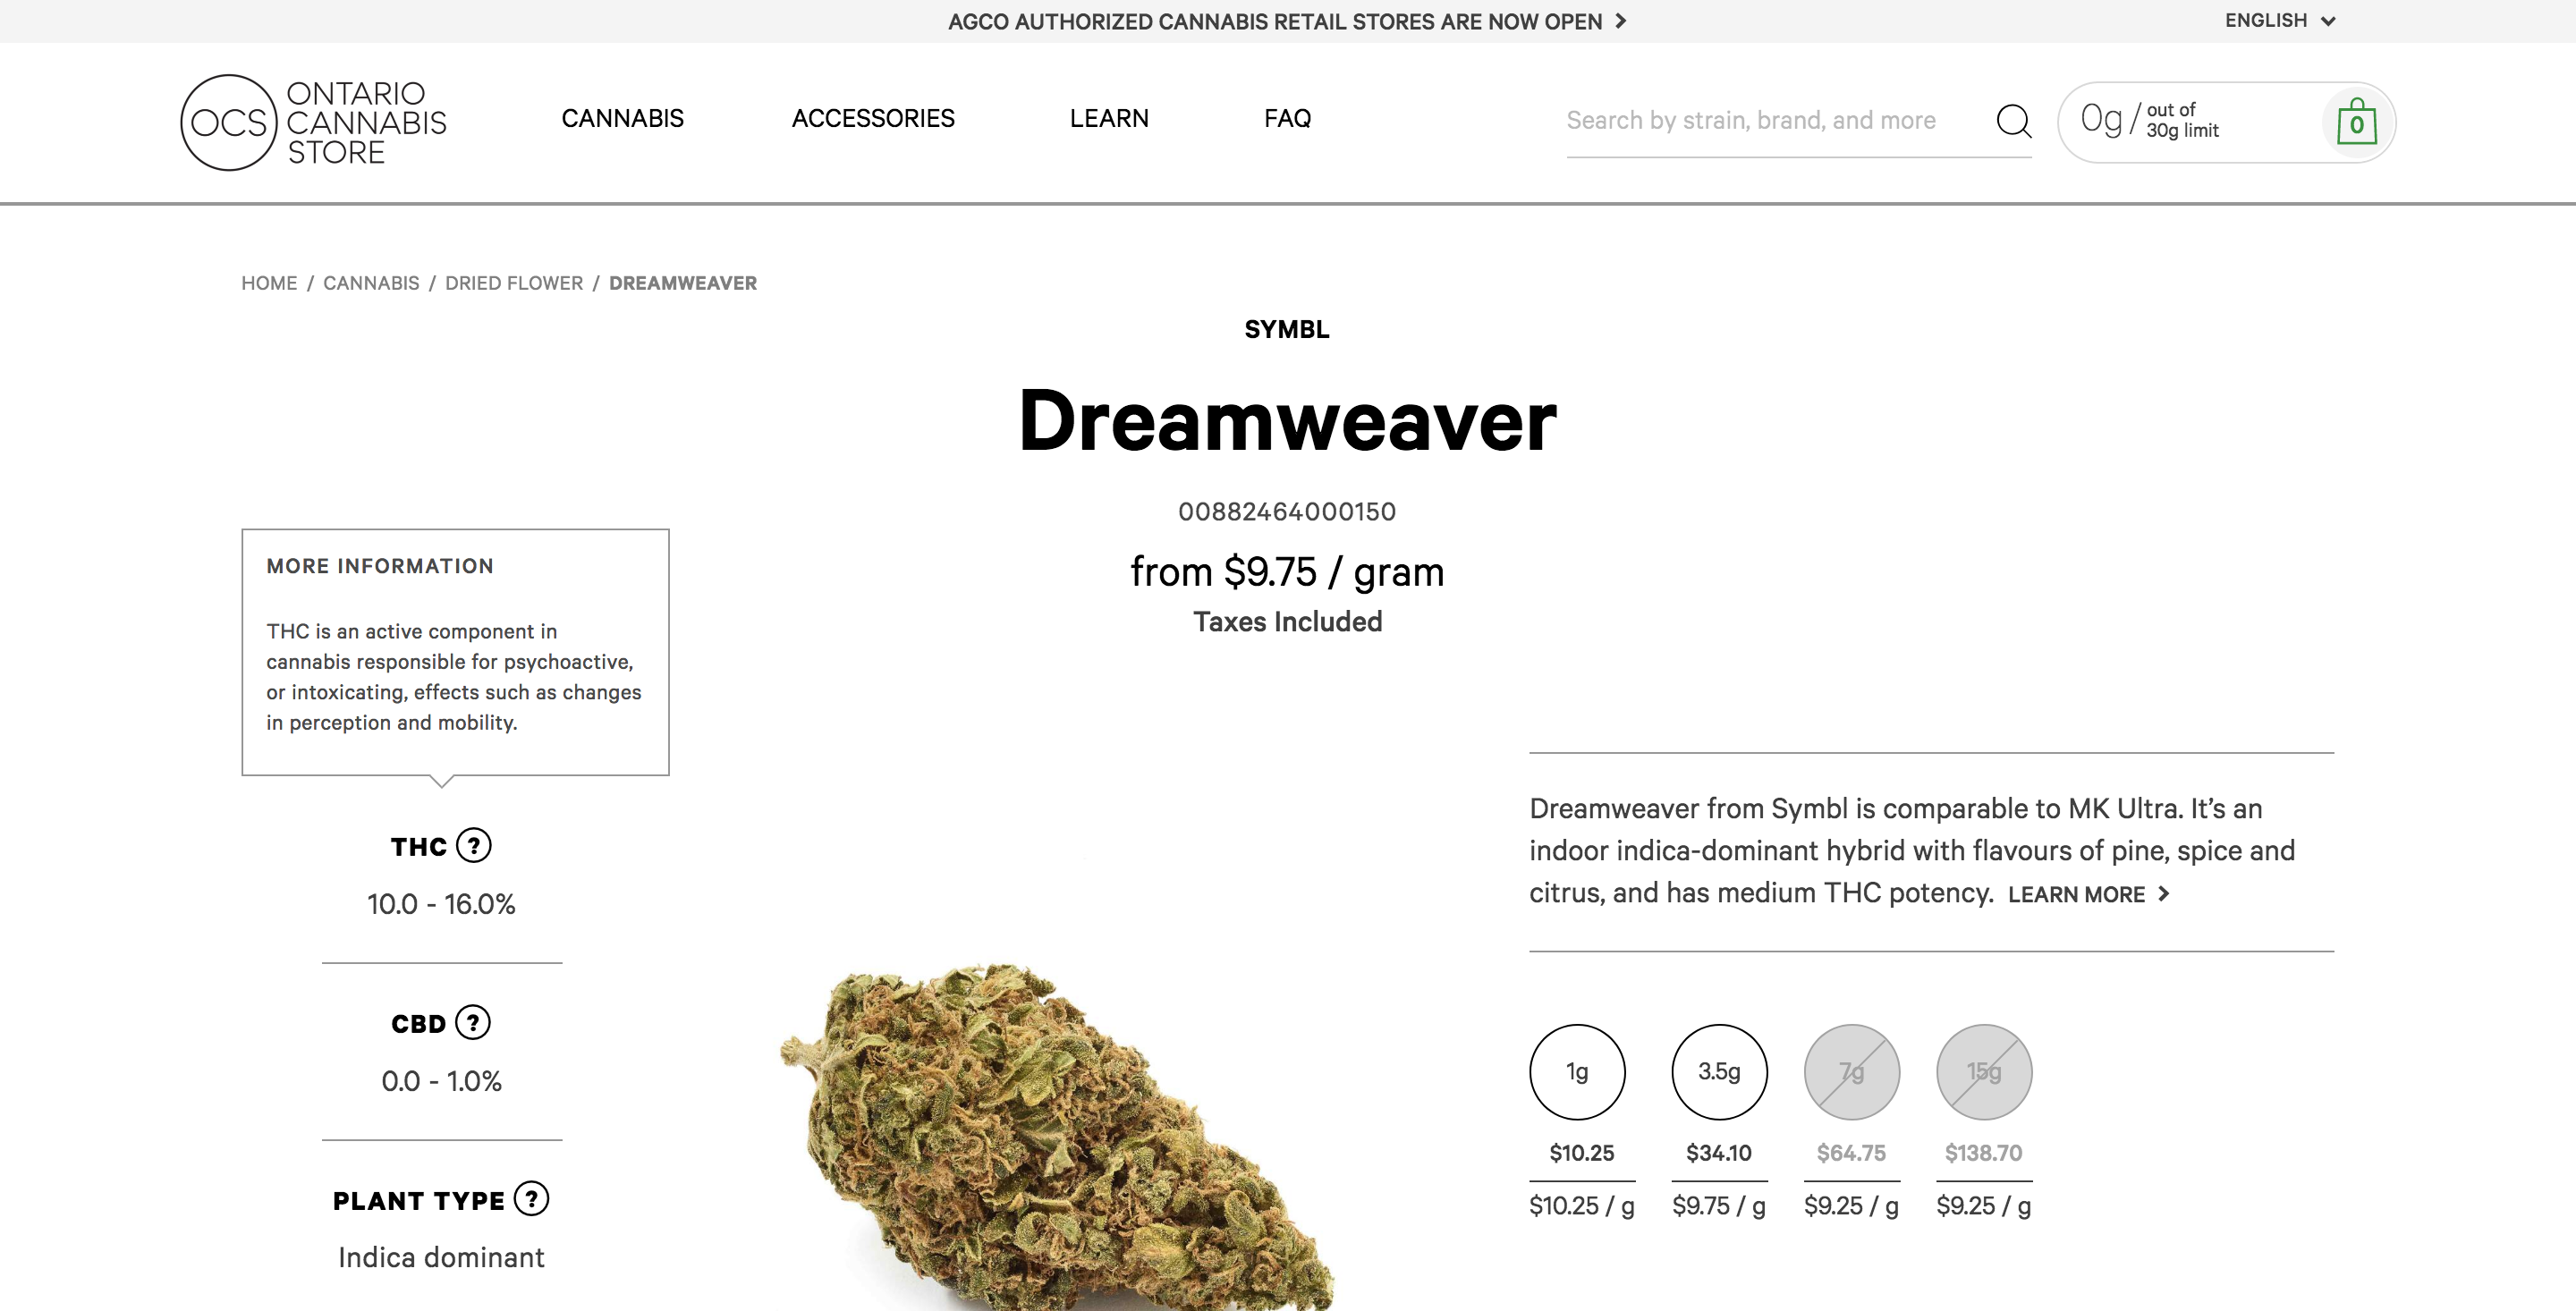 AGCO AUTHORIZED CANNABIS RETAIL STORES ARE NOW OPEN
ENGLISH
OCS
ONTARIO
CANNABIS
STORE
CANNABIS
ACCESSORIES
LEARN
FAQ
Search by strain, brand, and more
0g / out of
30g limit
0
HOME / CANNABIS / DRIED FLOWER / DREAMWEAVER
SYMBL
Dreamweaver
00882464000150
from $9.75 / gram
Taxes Included
MORE INFORMATION
THC is an active component in
cannabis responsible for psychoactive,
or intoxicating, effects such as changes
in perception and mobility.
THC ?
10.0 - 16.0%
CBD ?
0.0 - 1.0%
PLANT TYPE ?
Indica dominant
Dreamweaver from Symbl is comparable to MK Ultra. It’s an
indoor indica-dominant hybrid with flavours of pine, spice and
citrus, and has medium THC potency. LEARN MORE
1g 3.5g 7g 15g
$10.25 $34.10 $64.75 $138.70
$10.25 / g $9.75 / g $9.25 / g $9.25 / g